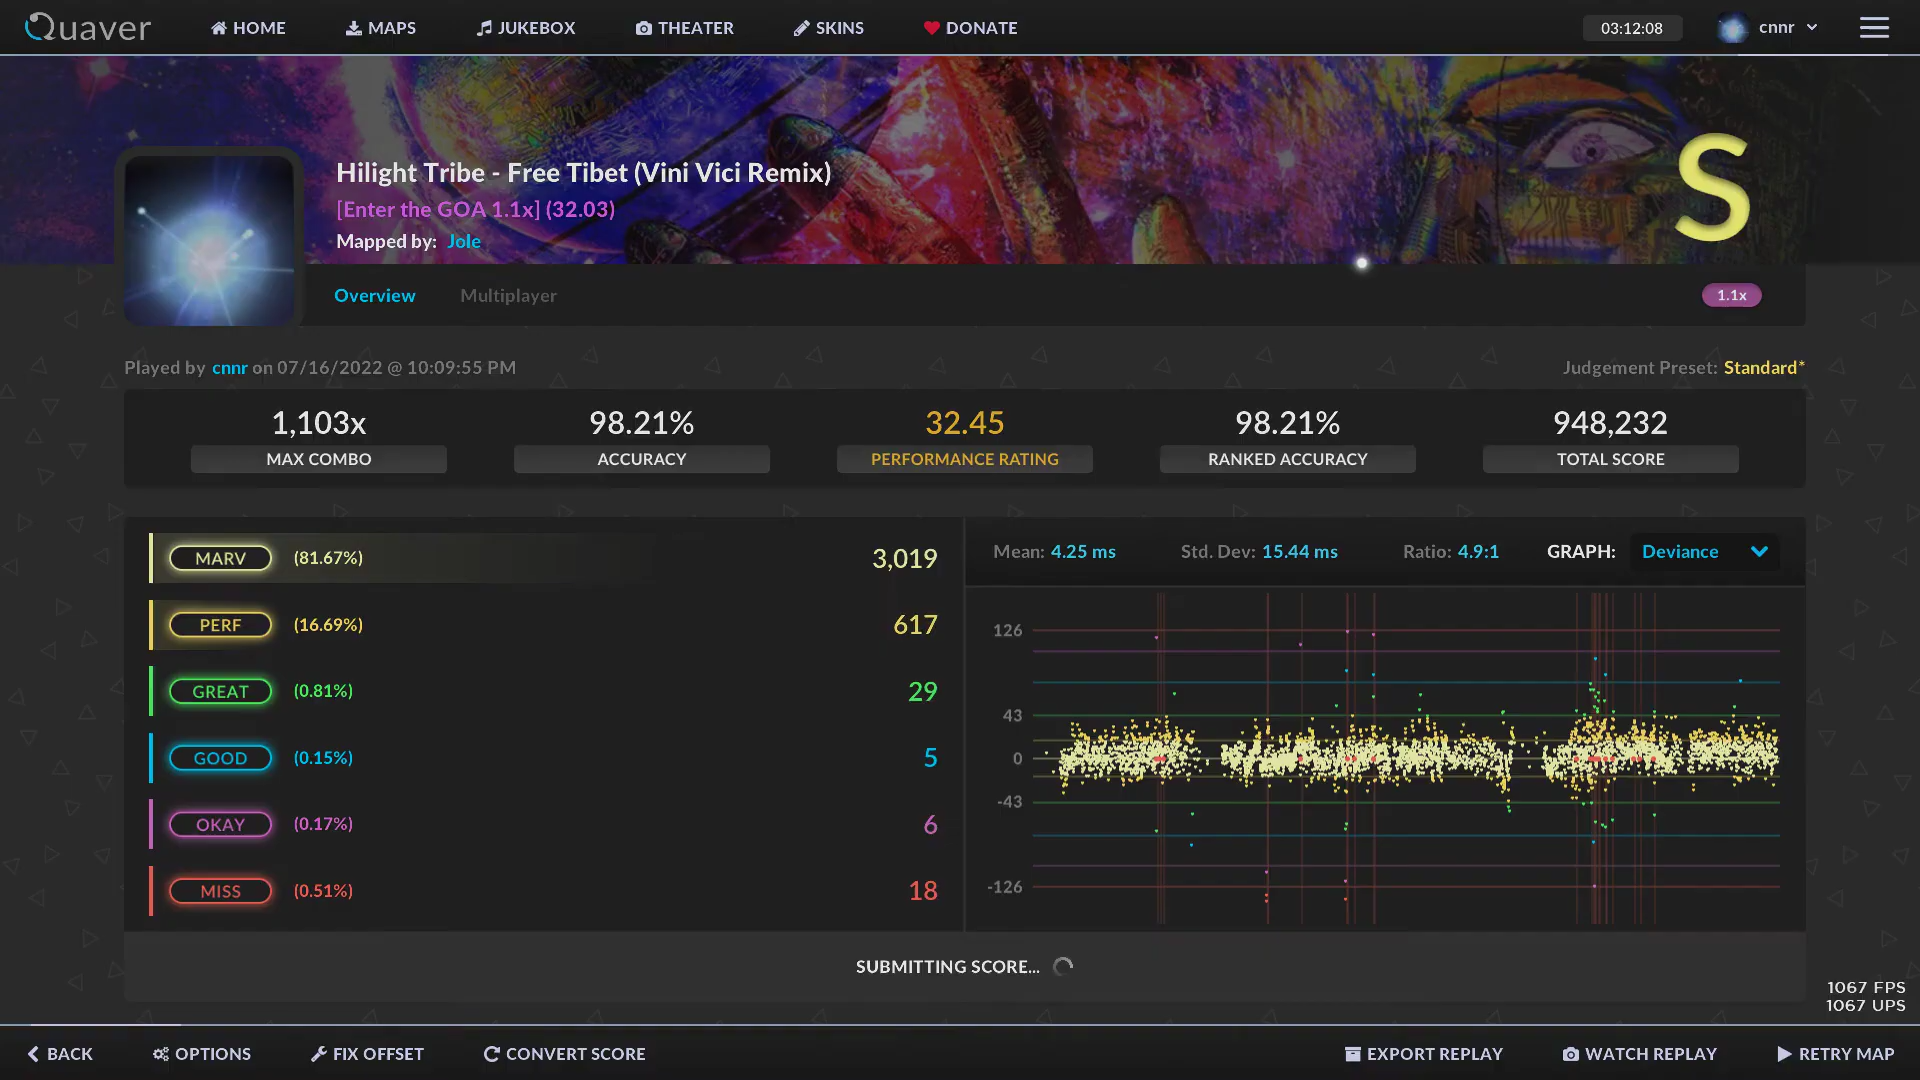 Quaver
HOME
MAPS
JUKEBOX
THEATER
SKINS
DONATE
03:12:08
cnnr
Hilight Tribe - Free Tibet (Vini Vici Remix)
[Enter the GOA 1.1x] (32.03)
Mapped by: Jole
S
Overview
Multiplayer
1.1x
Played by cnnr on 07/16/2022 @ 10:09:55 PM
Judgement Preset: Standard*
1,103x
98.21%
32.45
98.21%
948,232
MAX COMBO
ACCURACY
PERFORMANCE RATING
RANKED ACCURACY
TOTAL SCORE
MARV (81.67%) 3,019
PERF (16.69%) 617
GREAT (0.81%) 29
GOOD (0.15%) 5
OKAY (0.17%) 6
MISS (0.51%) 18
Mean: 4.25 ms
Std. Dev: 15.44 ms
Ratio: 4.9:1
GRAPH: Deviance
126
43
0
-43
-126
SUBMITTING SCORE...
1067 FPS
1067 UPS
BACK
OPTIONS
FIX OFFSET
CONVERT SCORE
EXPORT REPLAY
WATCH REPLAY
RETRY MAP